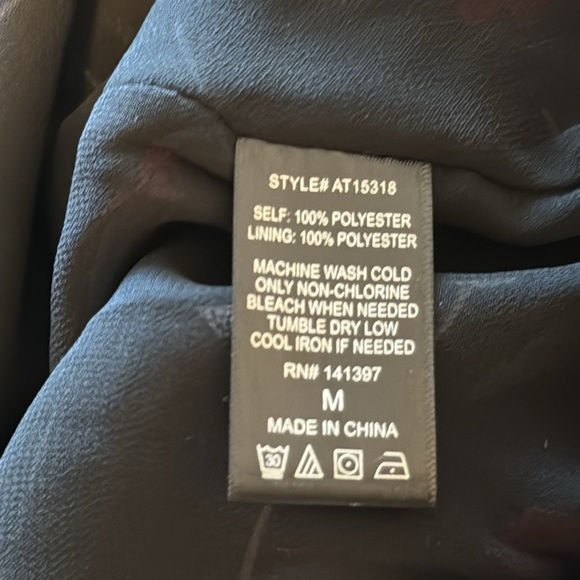 STYLE# AT15318
SELF: 100% POLYESTER
LINING: 100% POLYESTER
MACHINE WASH COLD
ONLY NON-CHLORINE
BLEACH WHEN NEEDED
TUMBLE DRY LOW
COOL IRON IF NEEDED
RN# 141397
M
MADE IN CHINA
30